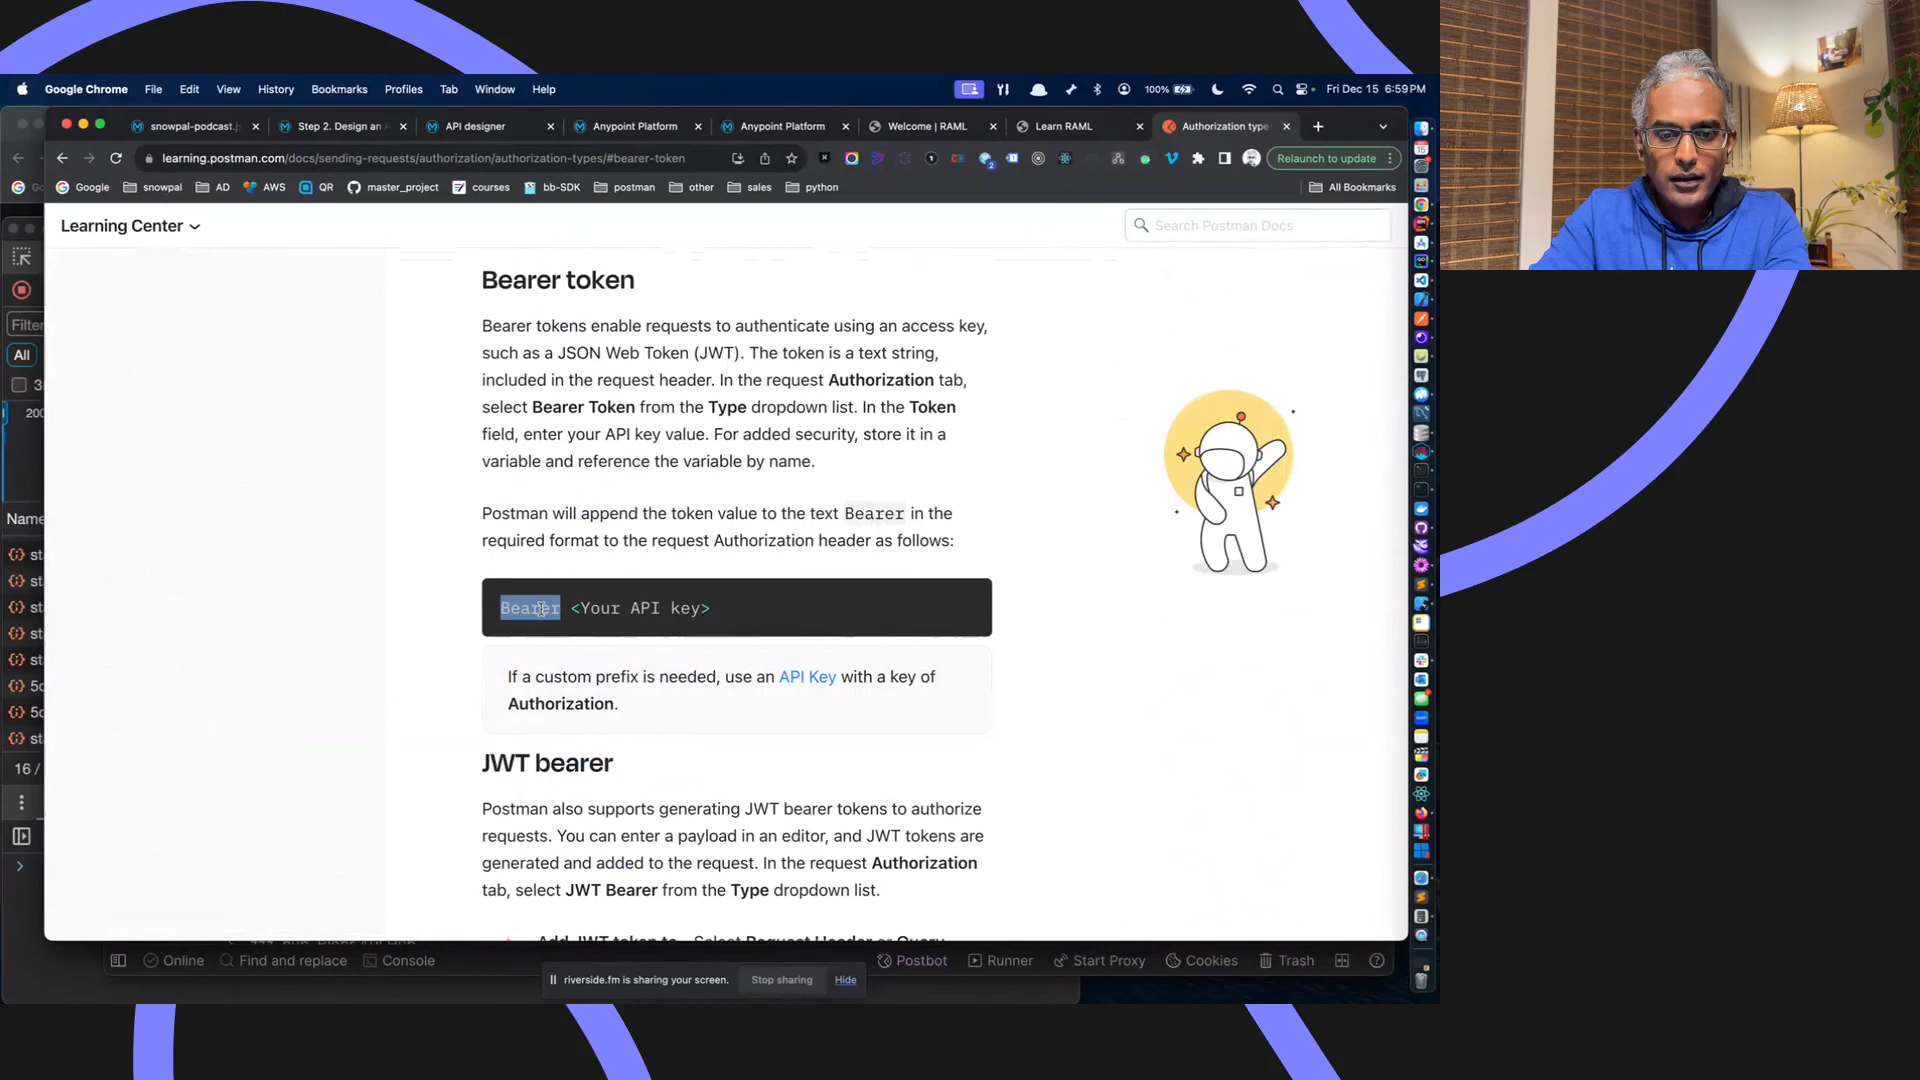 Google Chrome File Edit View History Bookmarks Profiles Tab Window Help 100% Fri Dec 15 6:59 PM
snowpal-podcast.j Step 2. Design an API designer Anypoint Platform Anypoint Platform Welcome | RAML Learn RAML Authorization type
learning.postman.com/docs/sending-requests/authorization/authorization-types/#bearer-token Relaunch to update
Google snowpal AD AWS QR master_project courses bb-SDK postman other sales python All Bookmarks
Learning Center Search Postman Docs
Filter
All
Name
16 /
Bearer token
Bearer tokens enable requests to authenticate using an access key,
such as a JSON Web Token (JWT). The token is a text string,
included in the request header. In the request Authorization tab,
select Bearer Token from the Type dropdown list. In the Token
field, enter your API key value. For added security, store it in a
variable and reference the variable by name.
Postman will append the token value to the text Bearer in the
required format to the request Authorization header as follows:
Bearer <Your API key>
If a custom prefix is needed, use an API Key with a key of
Authorization.
JWT bearer
Postman also supports generating JWT bearer tokens to authorize
requests. You can enter a payload in an editor, and JWT tokens are
generated and added to the request. In the request Authorization
tab, select JWT Bearer from the Type dropdown list.
Add JWT token to Select Request Header or Query
Online Find and replace Console Postbot Runner Start Proxy Cookies Trash
riverside.fm is sharing your screen. Stop sharing Hide